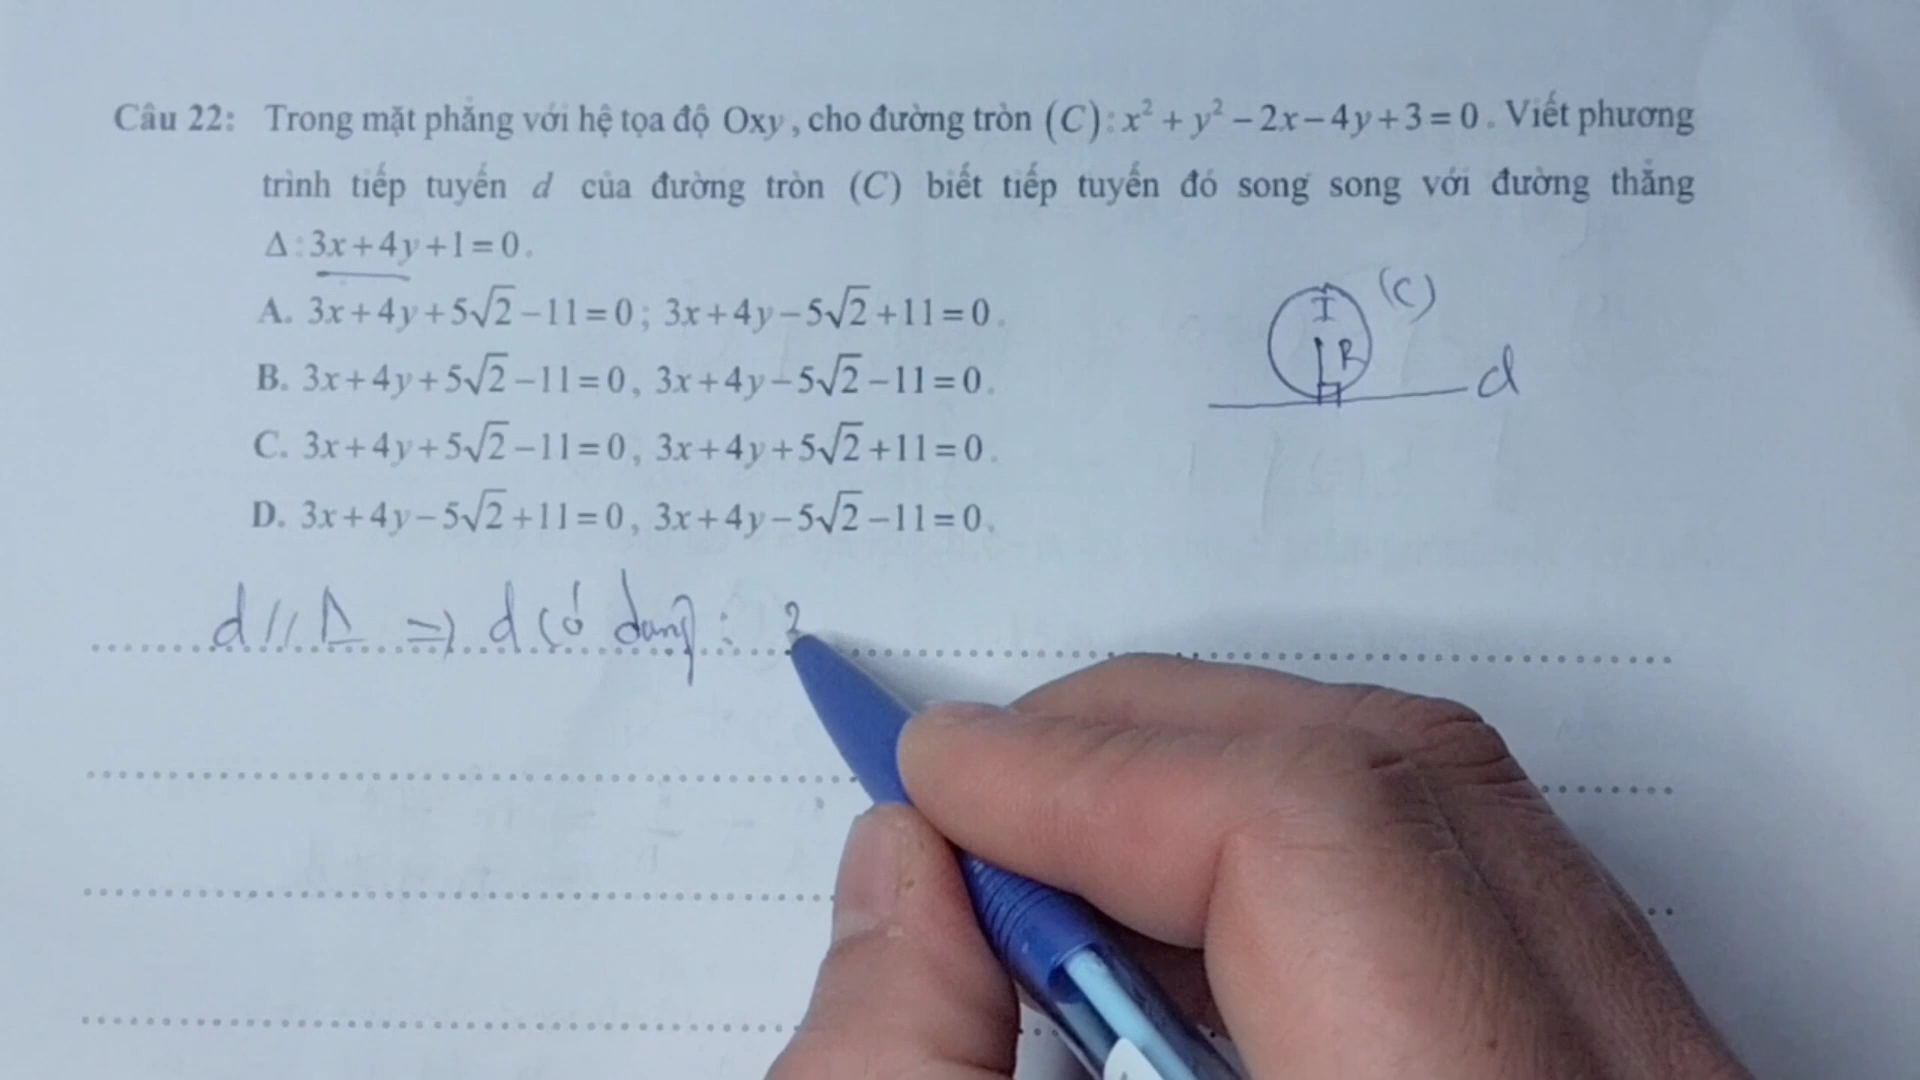 Câu 22: Trong mặt phẳng với hệ tọa độ Oxy, cho đường tròn (C): x² + y² − 2x − 4y + 3 = 0. Viết phương
trình tiếp tuyến d của đường tròn (C) biết tiếp tuyến đó song song với đường thẳng
Δ: 3x + 4y + 1 = 0.
A. 3x + 4y + 5√2 − 11 = 0; 3x + 4y − 5√2 + 11 = 0.
B. 3x + 4y + 5√2 − 11 = 0, 3x + 4y − 5√2 − 11 = 0.
C. 3x + 4y + 5√2 − 11 = 0, 3x + 4y + 5√2 + 11 = 0.
D. 3x + 4y − 5√2 + 11 = 0, 3x + 4y − 5√2 − 11 = 0.
(C)
I
R
d
d // Δ ⇒ d có dạng: